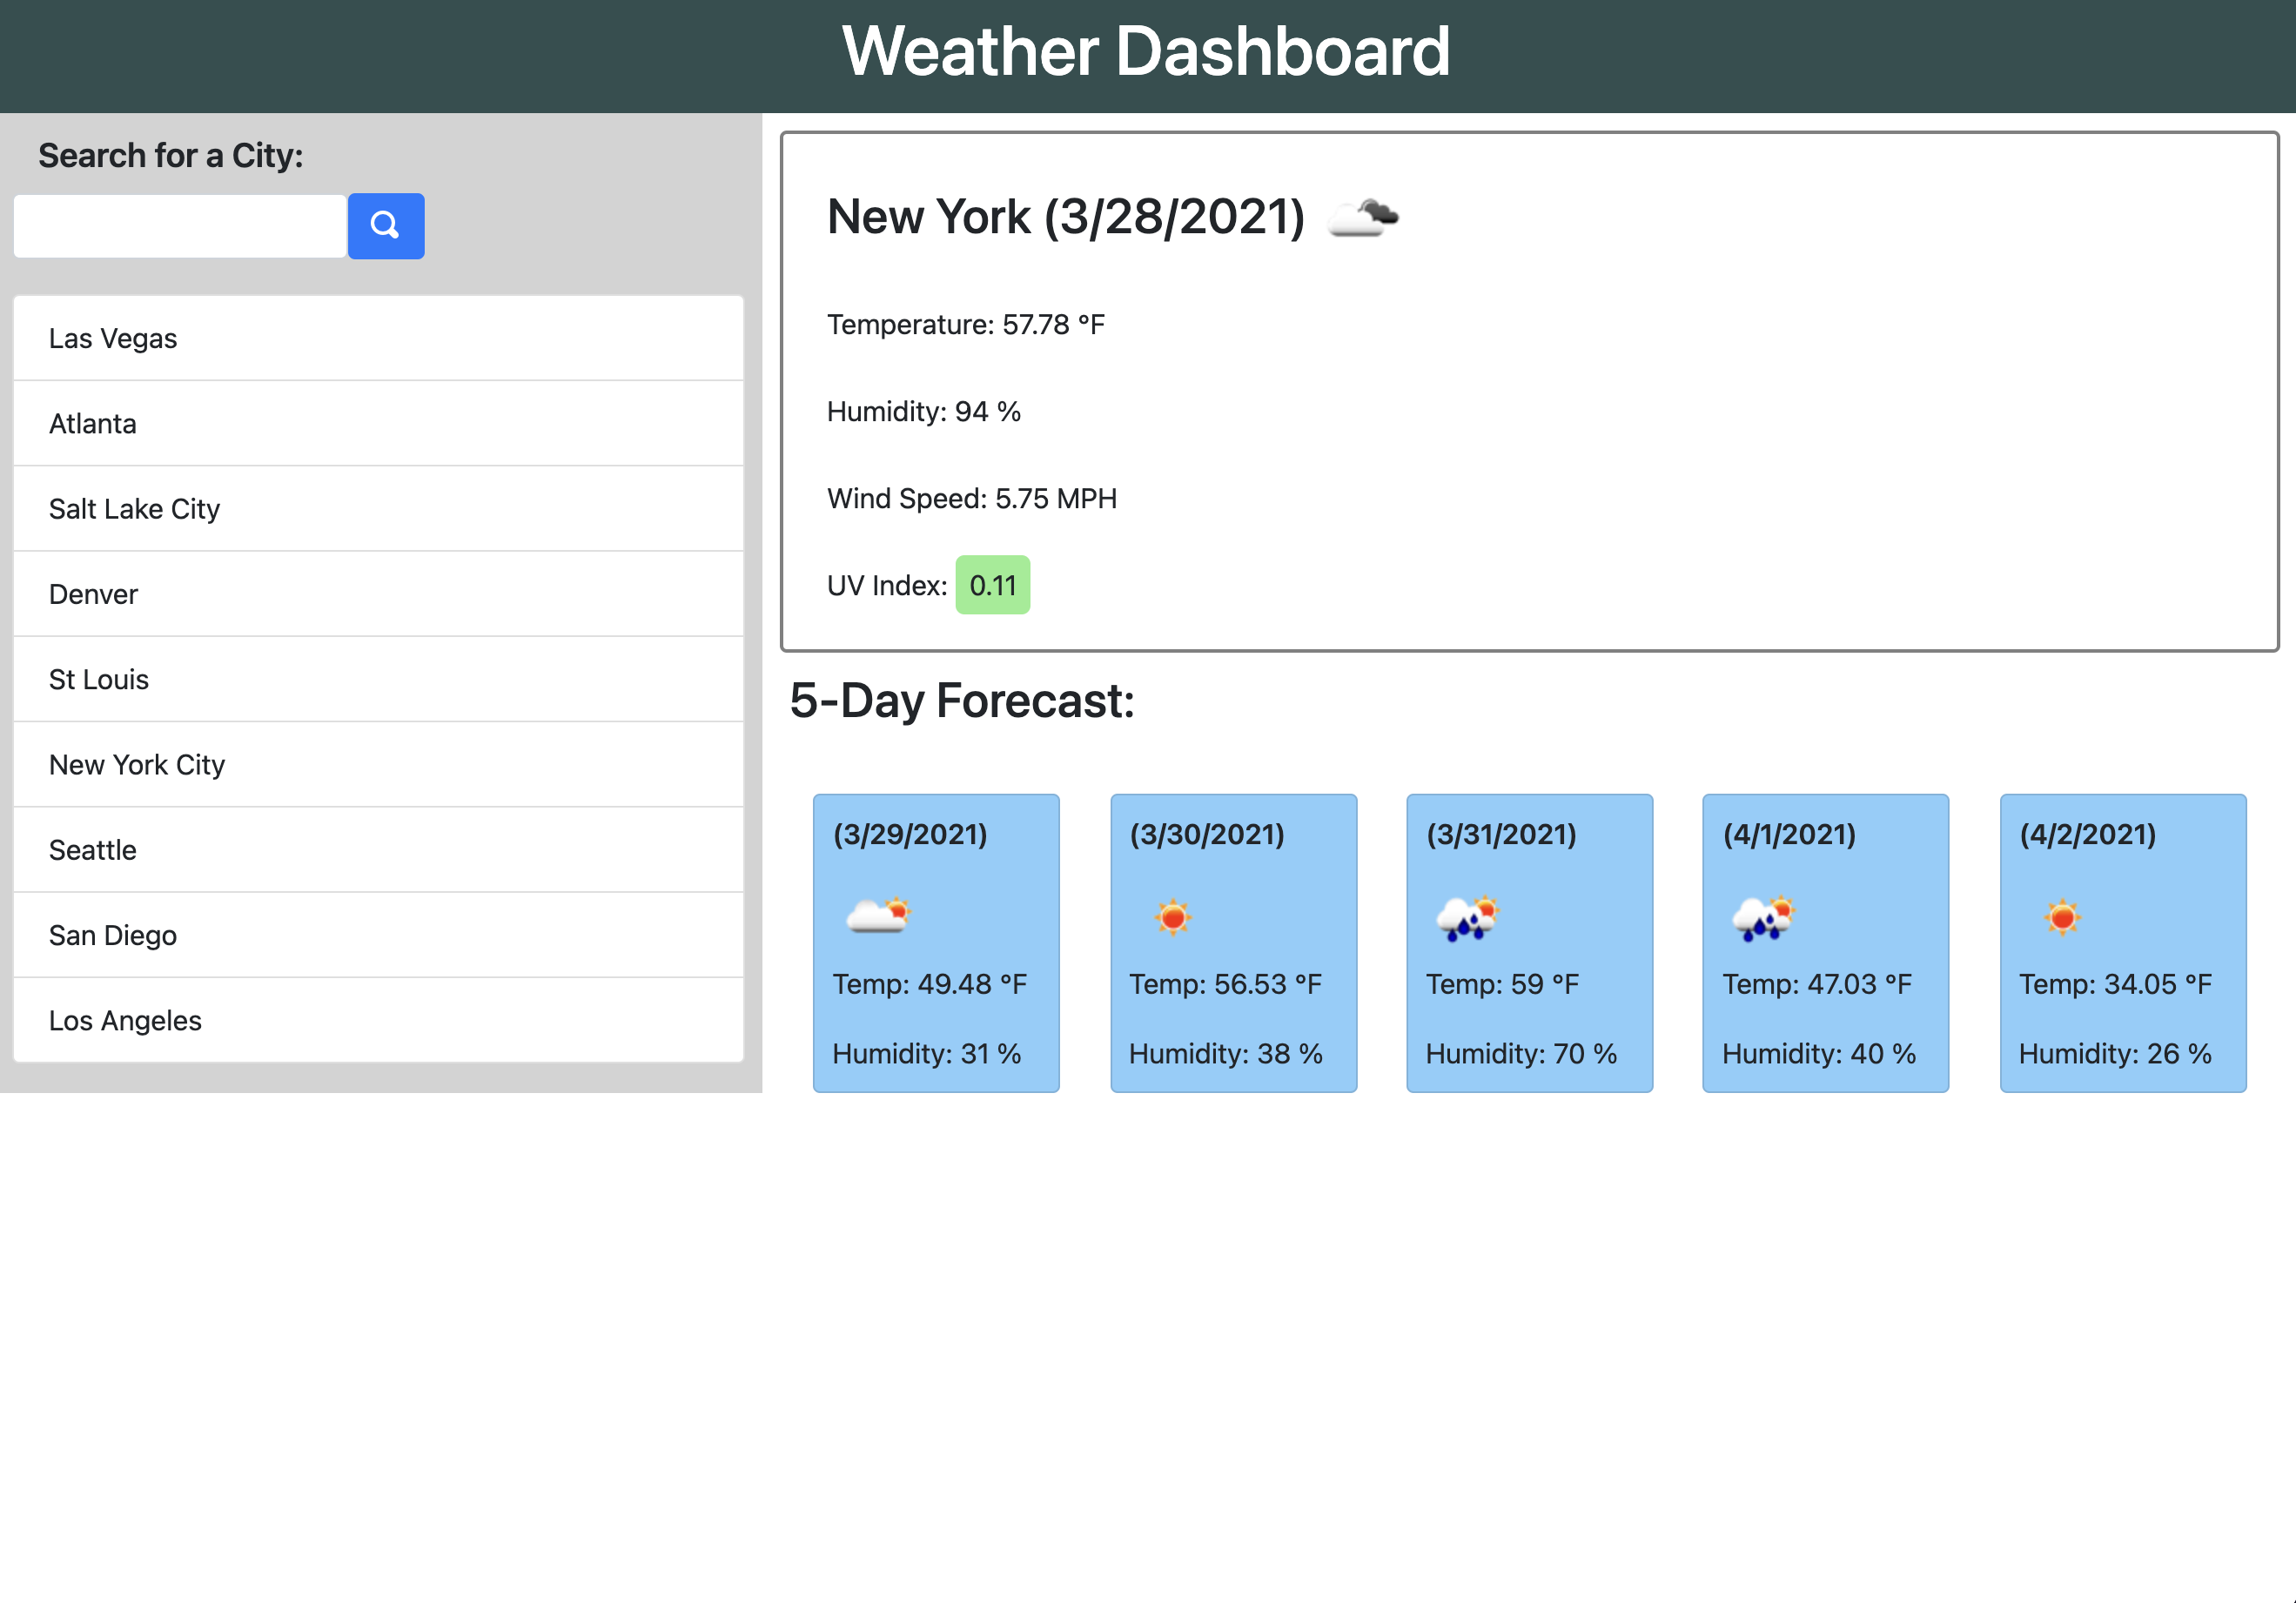 Weather Dashboard
Search for a City:
Las Vegas
Atlanta
Salt Lake City
Denver
St Louis
New York City
Seattle
San Diego
Los Angeles
New York (3/28/2021)
Temperature: 57.78 °F
Humidity: 94 %
Wind Speed: 5.75 MPH
UV Index: 0.11
5-Day Forecast:
(3/29/2021)
Temp: 49.48 °F
Humidity: 31 %
(3/30/2021)
Temp: 56.53 °F
Humidity: 38 %
(3/31/2021)
Temp: 59 °F
Humidity: 70 %
(4/1/2021)
Temp: 47.03 °F
Humidity: 40 %
(4/2/2021)
Temp: 34.05 °F
Humidity: 26 %